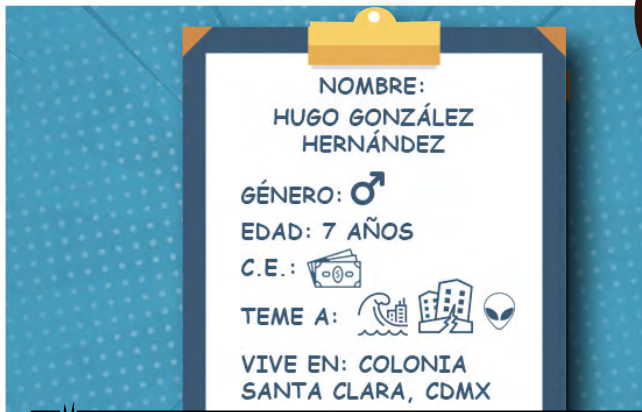 NOMBRE:
HUGO GONZÁLEZ
HERNÁNDEZ
GÉNERO:
EDAD: 7 AÑOS
C.E.:
TEME A:
VIVE EN: COLONIA
SANTA CLARA, CDMX